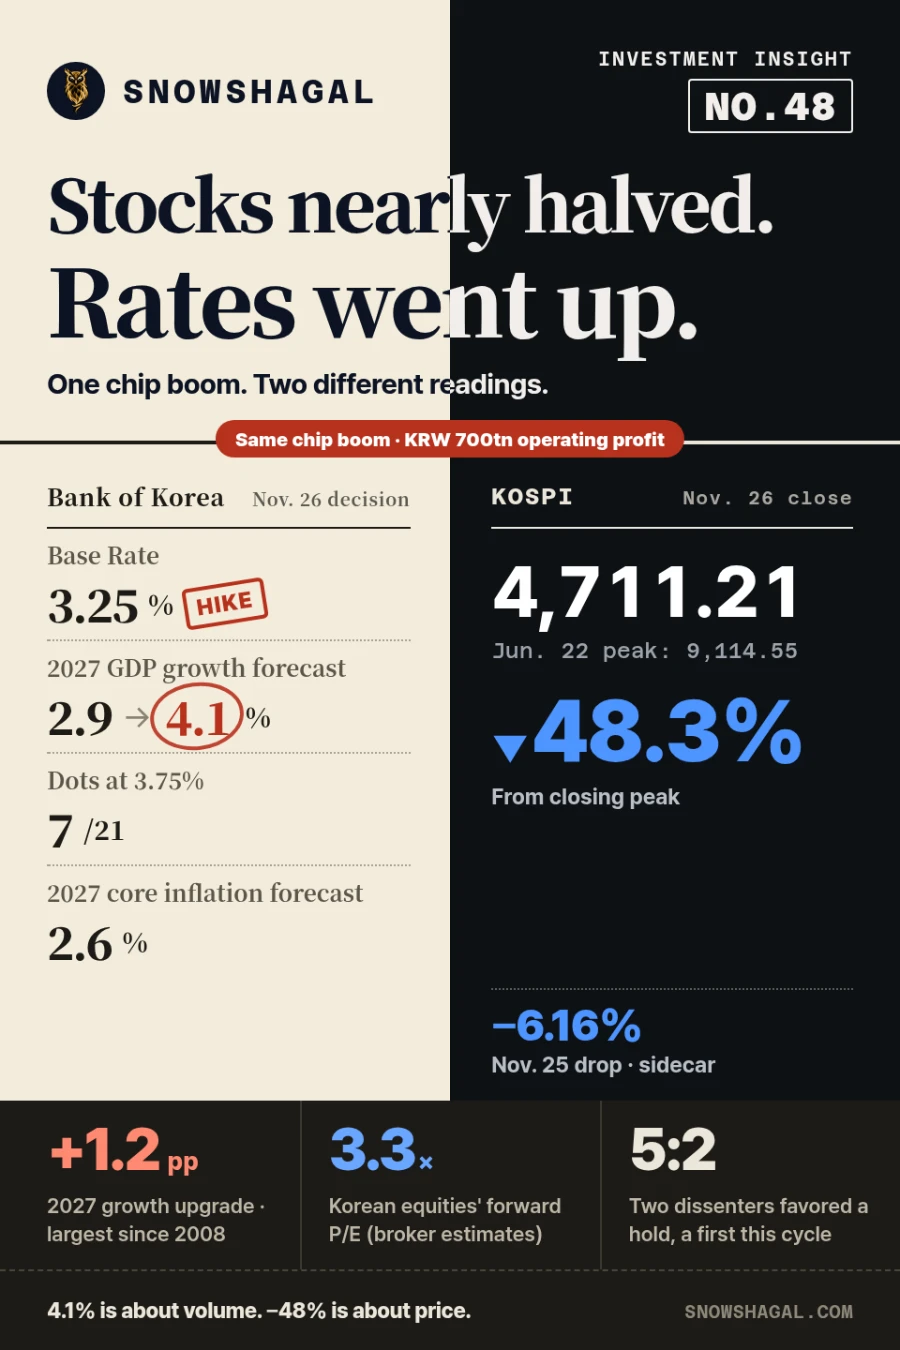 SNOWSHAGAL
INVESTMENT INSIGHT
NO.48
Stocks nearly halved.
Rates went up.
One chip boom. Two different readings.
Same chip boom · KRW 700tn operating profit
Bank of Korea Nov. 26 decision
Base Rate
3.25 % HIKE
2027 GDP growth forecast
2.9 → 4.1 %
Dots at 3.75%
7 /21
2027 core inflation forecast
2.6 %
KOSPI Nov. 26 close
4,711.21
Jun. 22 peak: 9,114.55
▼48.3%
From closing peak
−6.16%
Nov. 25 drop · sidecar
+1.2 pp
2027 growth upgrade ·
largest since 2008
3.3×
Korean equities' forward
P/E (broker estimates)
5:2
Two dissenters favored a
hold, a first this cycle
4.1% is about volume. −48% is about price.
SNOWSHAGAL.COM